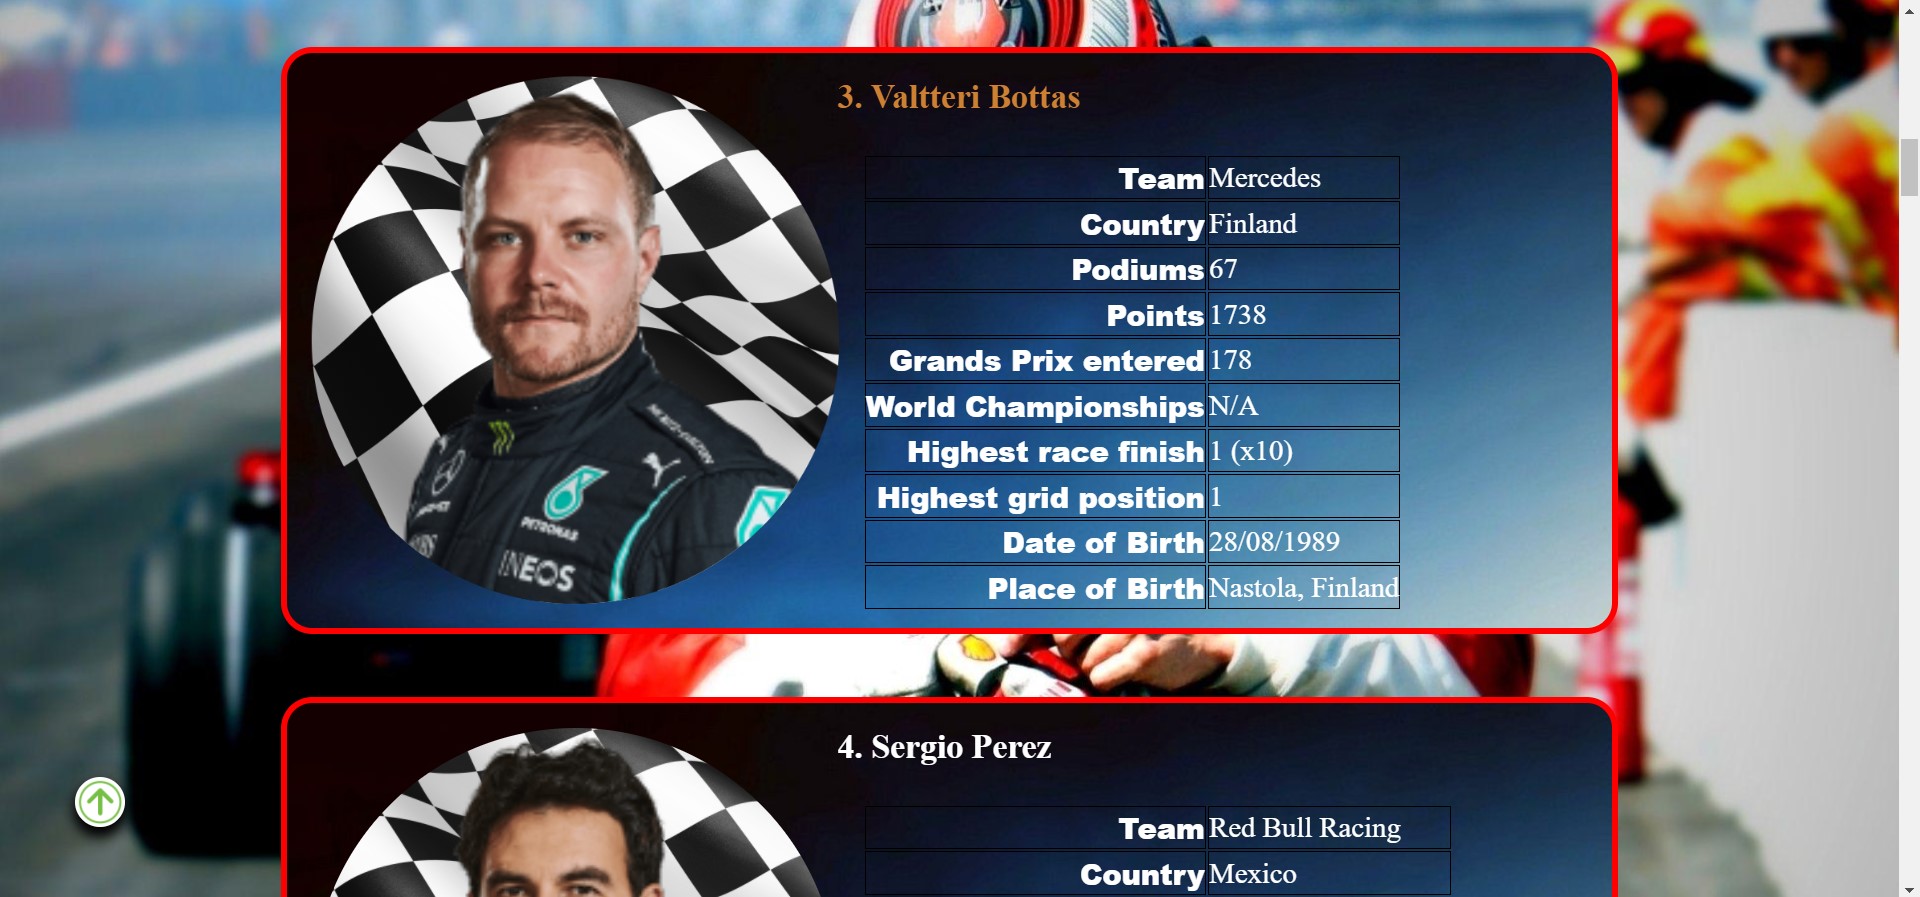 3. Valtteri Bottas
Team Mercedes
Country Finland
Podiums 67
Points 1738
Grands Prix entered 178
World Championships N/A
Highest race finish 1 (x10)
Highest grid position 1
Date of Birth 28/08/1989
Place of Birth Nastola, Finland
PETRONAS
INEOS
4. Sergio Perez
Team Red Bull Racing
Country Mexico